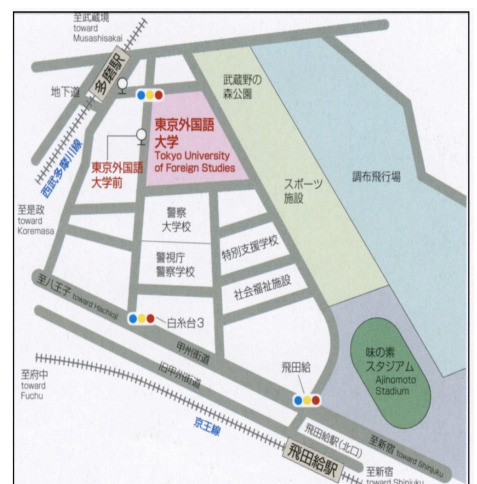 至武蔵境
toward
Musashisakai
多磨駅
地下道
西武多摩川線
東京外国語
大学前
東京外国語
大学
Tokyo University
of Foreign Studies
武蔵野の
森公園
スポーツ
施設
調布飛行場
至是政
toward
Koremasa
警察
大学校
警視庁
警察学校
特別支援学校
社会福祉施設
至八王子 toward Hachioji
白糸台3
甲州街道
旧甲州街道
飛田給
味の素
スタジアム
Ajinomoto
Stadium
至府中
toward
Fuchu
京王線
飛田給駅(北口)
飛田給駅
至新宿 toward Shinjuku
至新宿
toward Shinjuku